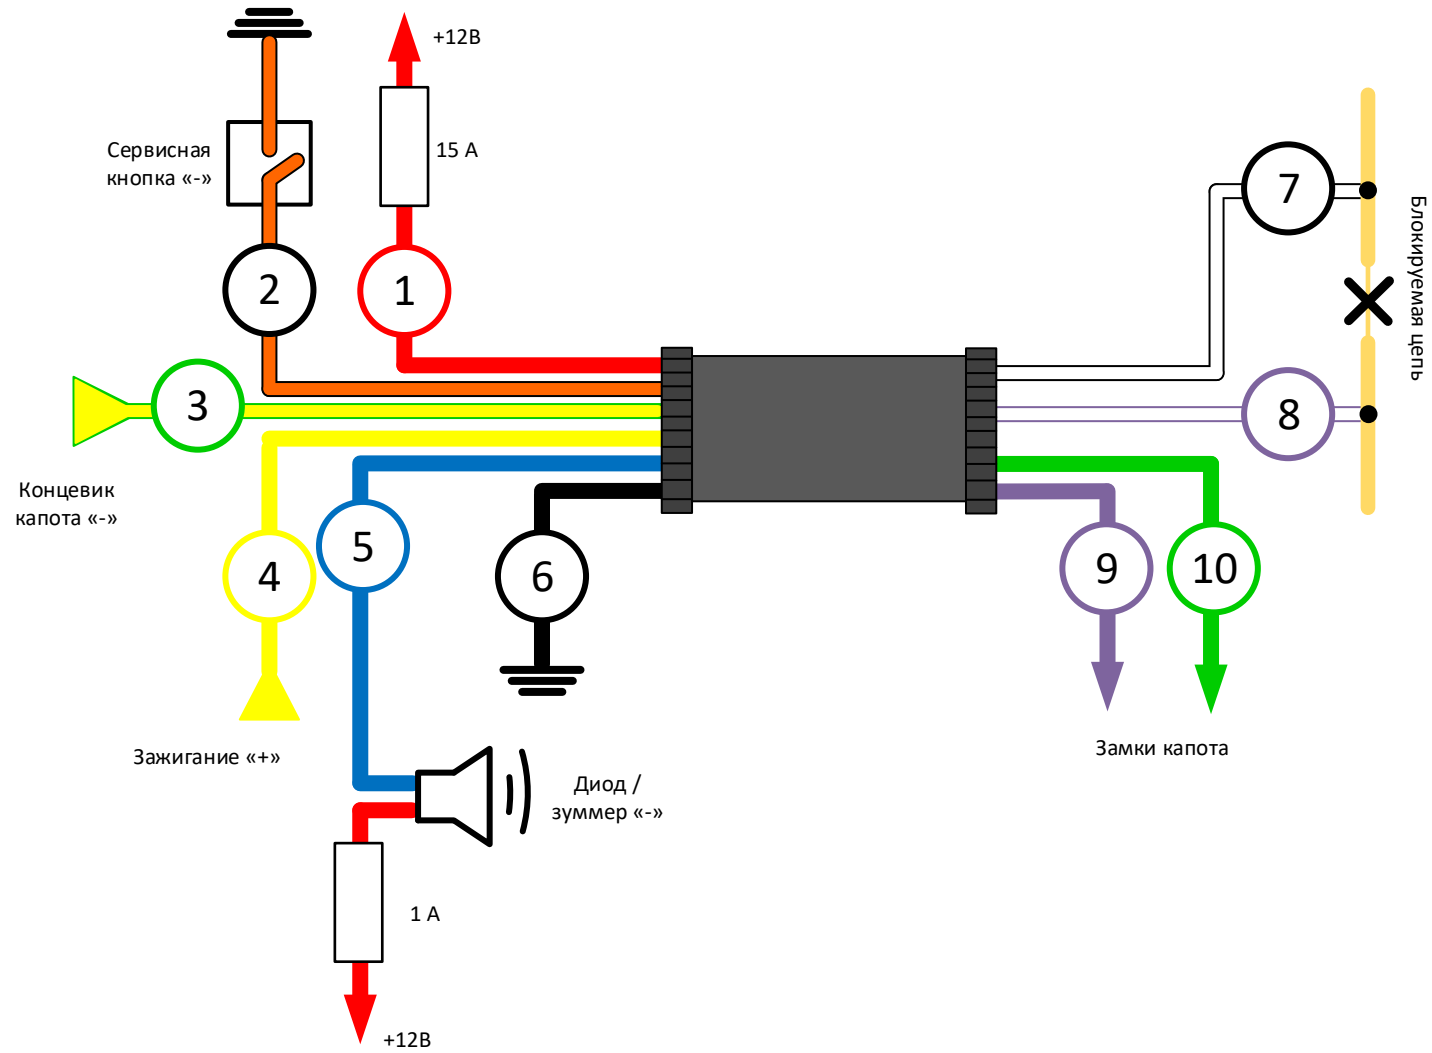 +12В
15 А
Сервисная
кнопка «-»
7
Блокируемая цепь
2
1
3
8
Концевик
капота «-»
4
5
6
9
10
Зажигание «+»
Замки капота
Диод /
зуммер «-»
1 А
+12В